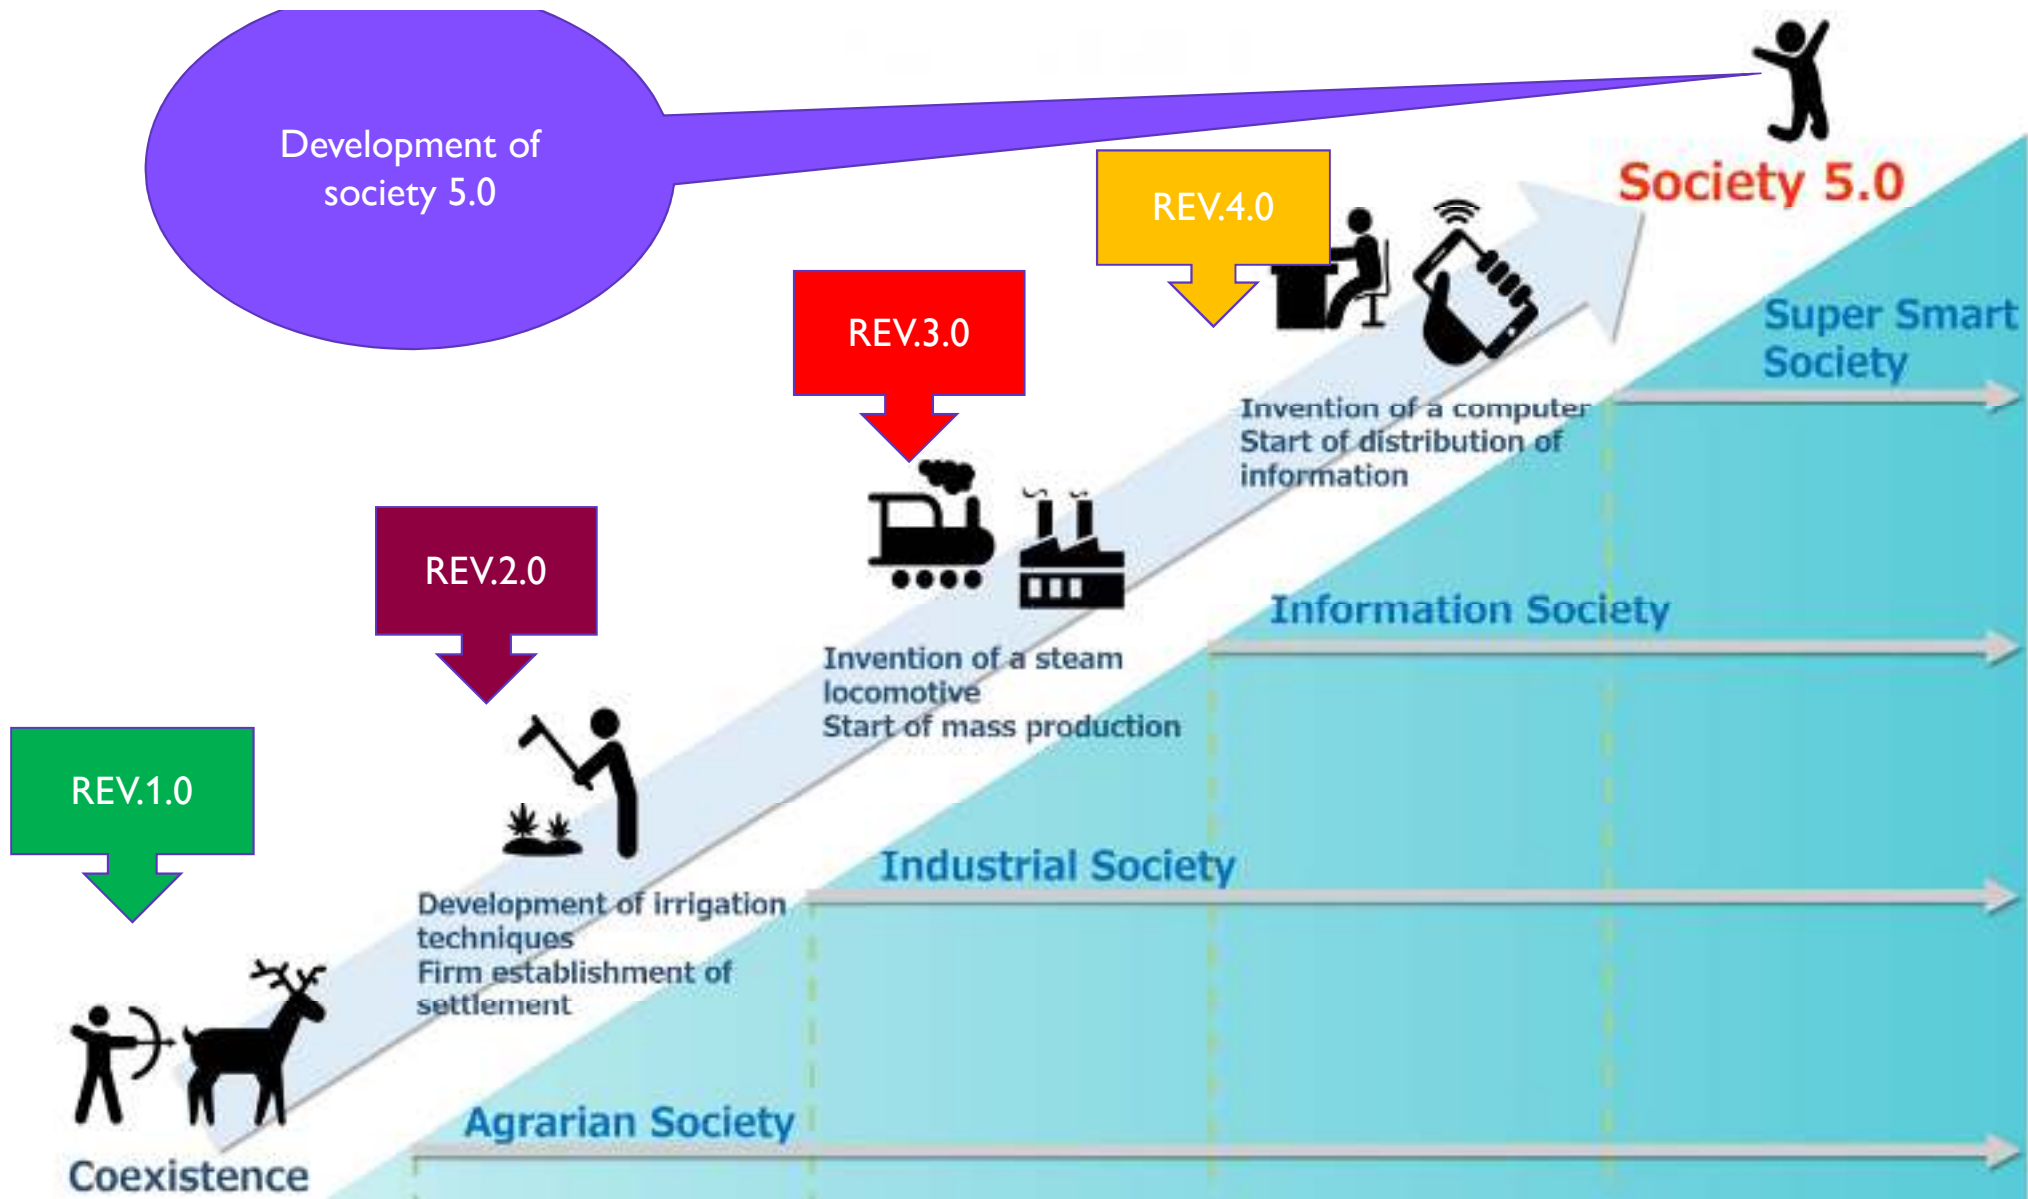 Development of
society 5.0
Society 5.0
REV.4.0
REV.3.0
Super Smart
Society
Invention of a computer
Start of distribution of
information
REV.2.0
Information Society
Invention of a steam
locomotive
Start of mass production
REV.1.0
Industrial Society
Development of irrigation
techniques
Firm establishment of
settlement
Agrarian Society
Coexistence